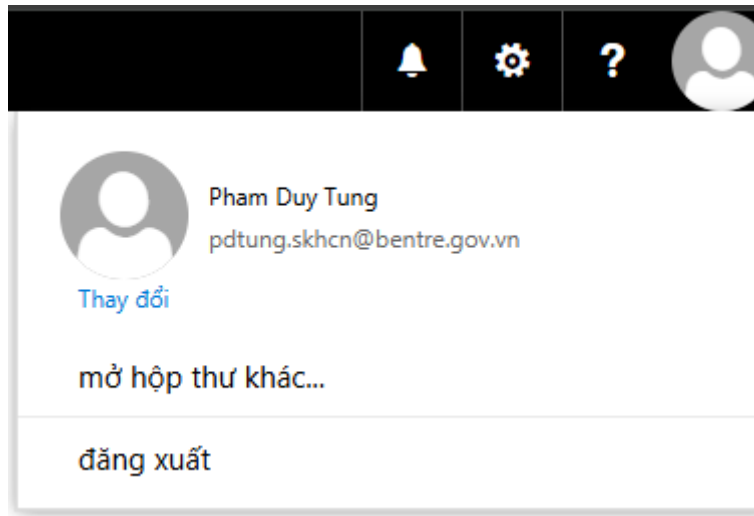 ?
Pham Duy Tung
pdtung.skhcn@bentre.gov.vn
Thay đổi
mở hộp thư khác...
đăng xuất